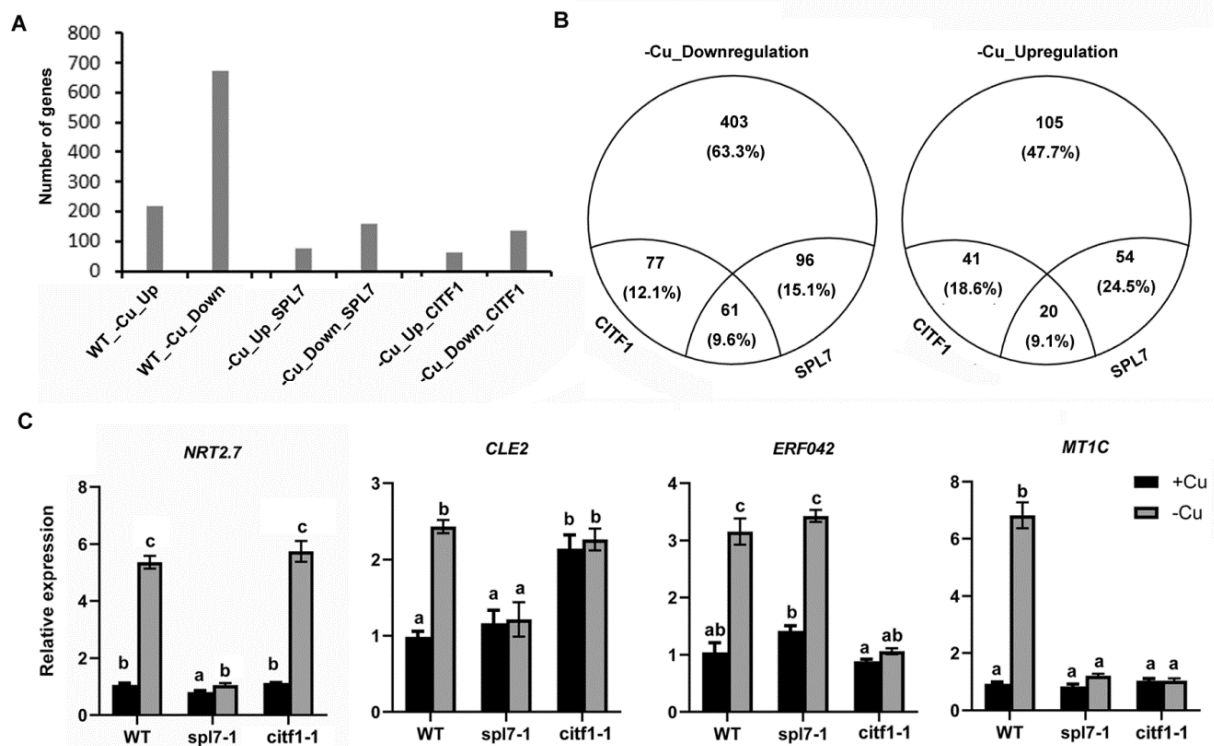 A
Number of genes
800
700
600
500
400
300
200
100
0
WT_-Cu_Up
WT_-Cu_Down
-Cu_Up_SPL7
-Cu_Down_SPL7
-Cu_Up_CITF1
-Cu_Down_CITF1
B
-Cu_Downregulation
403
(63.3%)
77
(12.1%)
96
(15.1%)
61
(9.6%)
CITF1
SPL7
-Cu_Upregulation
105
(47.7%)
41
(18.6%)
54
(24.5%)
20
(9.1%)
CITF1
SPL7
C
Relative expression
NRT2.7
8
6
4
2
0
b
c
a
b
b
c
WT
spl7-1
citf1-1
CLE2
3
2
1
0
a
b
a
a
b
b
WT
spl7-1
citf1-1
ERF042
4
3
2
1
0
ab
c
b
c
a
ab
WT
spl7-1
citf1-1
MT1C
8
6
4
2
0
a
b
a
a
a
a
WT
spl7-1
citf1-1
+Cu
-Cu